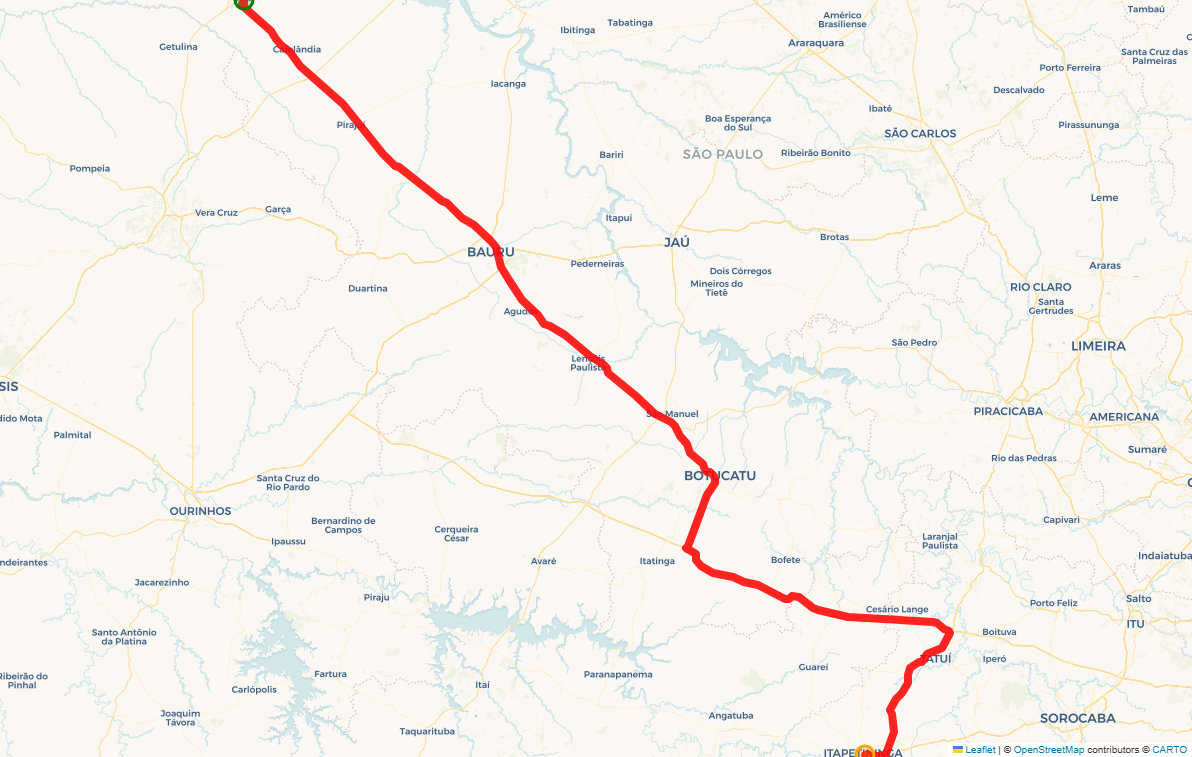 Tambaú
Américo
Brasiliense
Tabatinga
Ibitinga
Araraquara
Getulina
Cafelândia
Santa Cruz das
Palmeiras
Porto Ferreira
Iacanga
Descalvado
Ibaté
Boa Esperança
do Sul
Pirajuí
Pirassununga
SÃO CARLOS
Bariri
SÃO PAULO
Ribeirão Bonito
Pompeia
Leme
Vera Cruz
Garça
Itapuí
Brotas
JAÚ
BAURU
Pederneiras
Araras
Dois Córregos
Mineiros do
Tietê
Duartina
RIO CLARO
Santa
Gertrudes
Agudos
São Pedro
LIMEIRA
Lençóis
Paulista
SIS
PIRACICABA
São Manuel
AMERICANA
dido Mota
Palmital
Sumaré
Rio das Pedras
BOTUCATU
Santa Cruz do
Rio Pardo
OURINHOS
Bernardino de
Campos
Capivari
Cerqueira
César
Laranjal
Paulista
Ipaussu
Indaiatuba
ndeirantes
Avaré
Itatinga
Bofete
Jacarezinho
Piraju
Salto
Porto Feliz
Cesário Lange
ITU
Santo Antônio
da Platina
Boituva
TATUÍ
Iperó
Guareí
Ribeirão do
Pinhal
Fartura
Paranapanema
Carlópolis
Itaí
Joaquim
Távora
Angatuba
SOROCABA
Taquarituba
ITAPETININGA
Leaflet | © OpenStreetMap contributors © CARTO